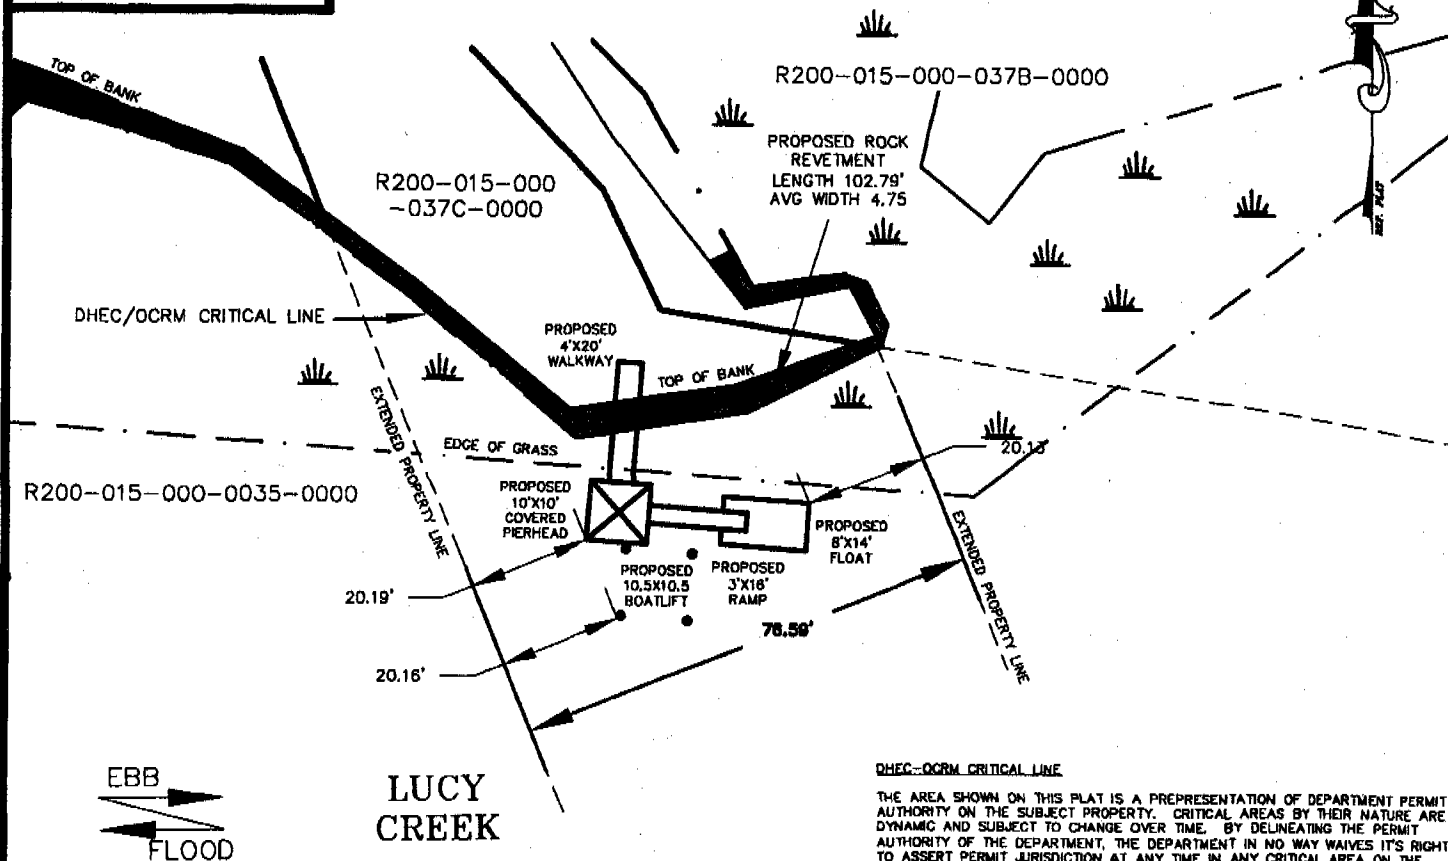 TOP OF BANK
R200-015-000-037B-0000
PROPOSED ROCK
REVETMENT
LENGTH 102.79'
AVG WIDTH 4.75
R200-015-000
-037C-0000
REF. PLAT
DHEC/OCRM CRITICAL LINE
PROPOSED
4'X20'
WALKWAY
TOP OF BANK
EXTENDED PROPERTY LINE
EDGE OF GRASS
20.13'
R200-015-000-0035-0000
PROPOSED
10'X10'
COVERED
PIERHEAD
PROPOSED
8'X14'
FLOAT
EXTENDED PROPERTY LINE
PROPOSED
10.5X10.5
BOATLIFT
PROPOSED
3'X16'
RAMP
20.19'
76.59'
20.16'
EBB
FLOOD
LUCY
CREEK
DHEC-OCRM CRITICAL LINE
THE AREA SHOWN ON THIS PLAT IS A PREPRESENTATION OF DEPARTMENT PERMIT
AUTHORITY ON THE SUBJECT PROPERTY. CRITICAL AREAS BY THEIR NATURE ARE
DYNAMIC AND SUBJECT TO CHANGE OVER TIME. BY DELINEATING THE PERMIT
AUTHORITY OF THE DEPARTMENT, THE DEPARTMENT IN NO WAY WAIVES IT'S RIGHT
TO ASSERT PERMIT JURISDICTION AT ANY TIME IN ANY CRITICAL AREA ON THE